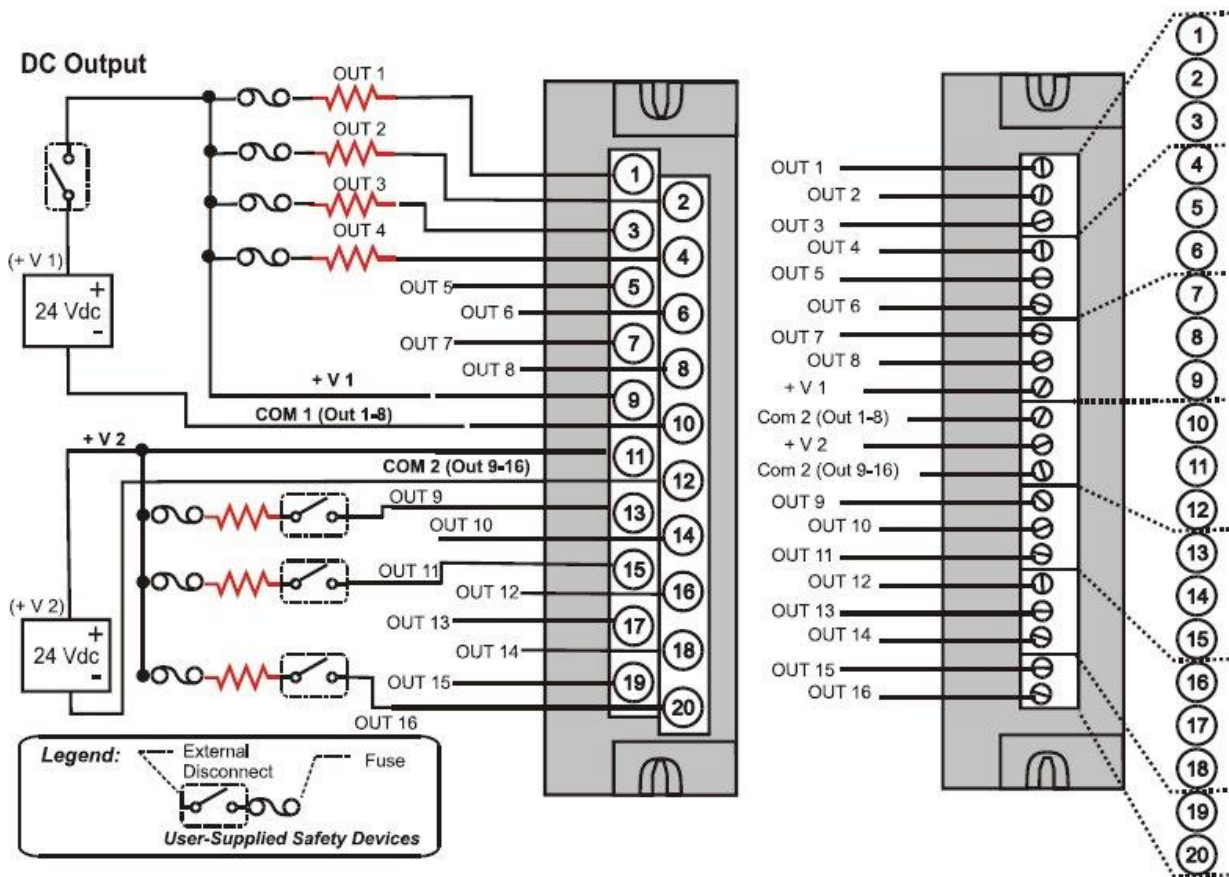 DC Output
OUT 1
OUT 2
OUT 3
OUT 4
(+ V 1)
+
24 Vdc
-
OUT 5
OUT 6
OUT 7
OUT 8
+ V 1
COM 1 (Out 1-8)
+ V 2
COM 2 (Out 9-16)
OUT 9
OUT 10
OUT 11
OUT 12
(+ V 2)
+
24 Vdc
-
OUT 13
OUT 14
OUT 15
OUT 16
1
2
3
4
5
6
7
8
9
10
11
12
13
14
15
16
17
18
19
20
Legend:
External
Disconnect
Fuse
User-Supplied Safety Devices
OUT 1
OUT 2
OUT 3
OUT 4
OUT 5
OUT 6
OUT 7
OUT 8
+ V 1
Com 2 (Out 1-8)
+ V 2
Com 2 (Out 9-16)
OUT 9
OUT 10
OUT 11
OUT 12
OUT 13
OUT 14
OUT 15
OUT 16
1
2
3
4
5
6
7
8
9
10
11
12
13
14
15
16
17
18
19
20